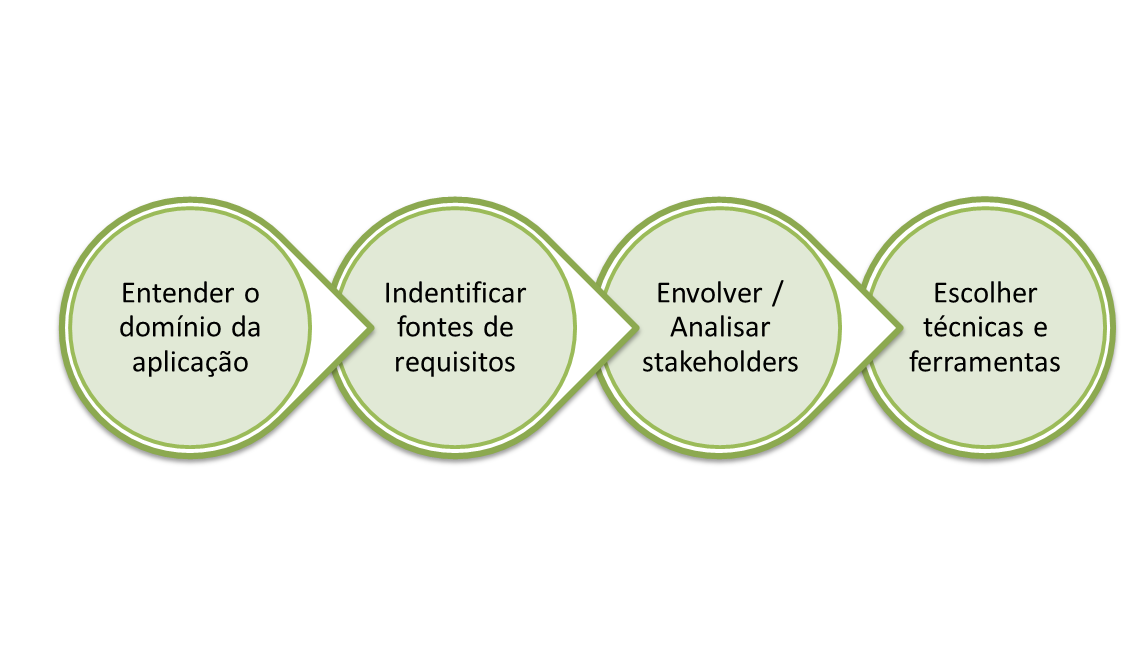 Entender o
domínio da
aplicação
Indentificar
fontes de
requisitos
Envolver /
Analisar
stakeholders
Escolher
técnicas e
ferramentas